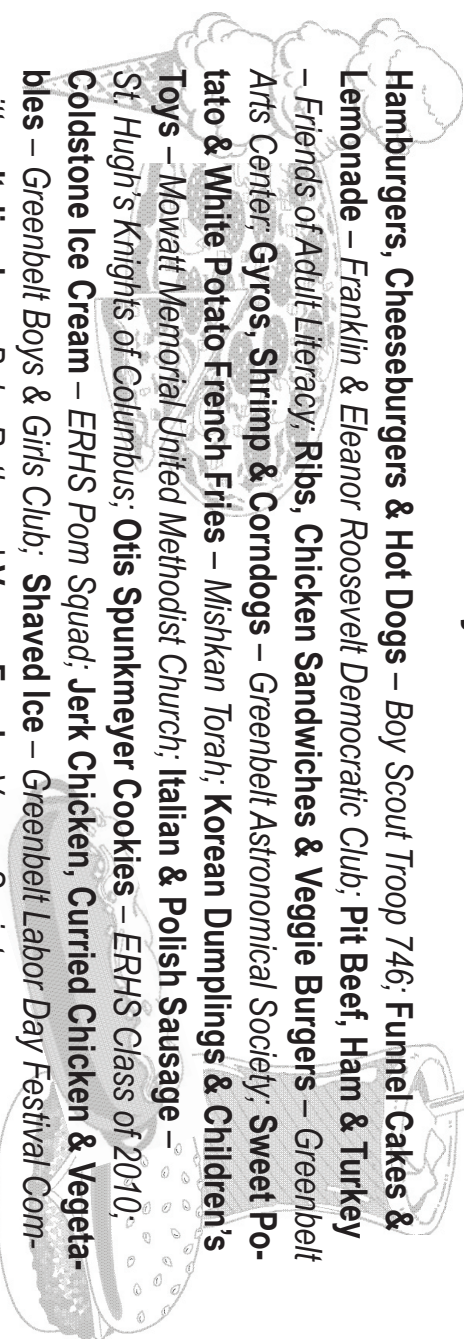 Hamburgers, Cheeseburgers & Hot Dogs – Boy Scout Troop 746; Funnel Cakes &
Lemonade – Franklin & Eleanor Roosevelt Democratic Club; Pit Beef, Ham & Turkey
– Friends of Adult Literacy; Ribs, Chicken Sandwiches & Veggie Burgers – Greenbelt
Arts Center; Gyros, Shrimp & Corndogs – Greenbelt Astronomical Society; Sweet Po-
tato & White Potato French Fries – Mishkan Torah; Korean Dumplings & Children's
Toys – Mowatt Memorial United Methodist Church; Italian & Polish Sausage –
St. Hugh's Knights of Columbus; Otis Spunkmeyer Cookies – ERHS Class of 2010;
Coldstone Ice Cream – ERHS Pom Squad; Jerk Chicken, Curried Chicken & Vegeta-
bles – Greenbelt Boys & Girls Club; Shaved Ice – Greenbelt Labor Day Festival Com-